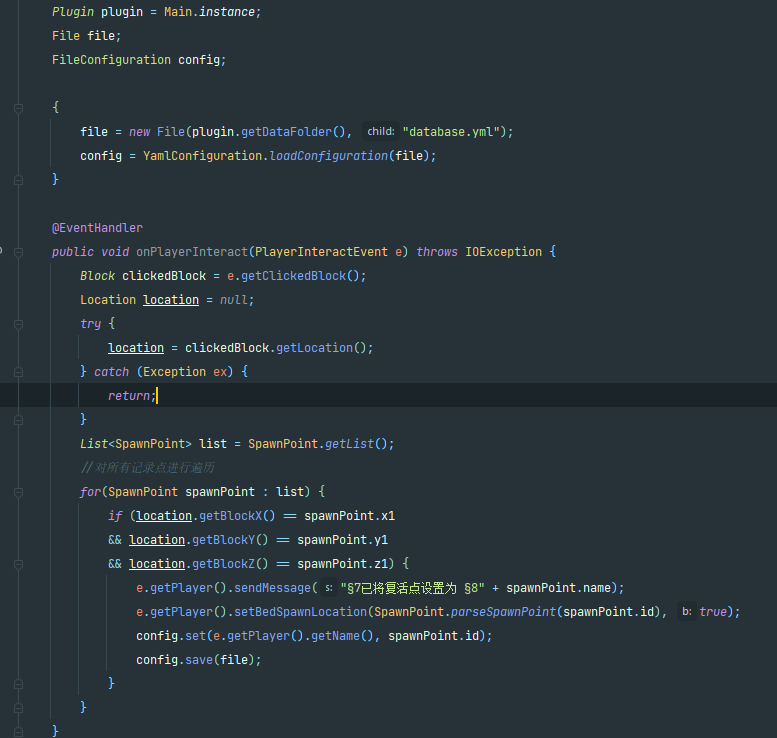 Plugin plugin = Main.instance;
File file;
FileConfiguration config;
{
file = new File(plugin.getDataFolder(), child: "database.yml");
config = YamlConfiguration.loadConfiguration(file);
}
@EventHandler
public void onPlayerInteract(PlayerInteractEvent e) throws IOException {
Block clickedBlock = e.getClickedBlock();
Location location = null;
try {
location = clickedBlock.getLocation();
} catch (Exception ex) {
return;
}
List<SpawnPoint> list = SpawnPoint.getList();
//对所有记录点进行遍历
for(SpawnPoint spawnPoint : list) {
if (location.getBlockX() == spawnPoint.x1
&& location.getBlockY() == spawnPoint.y1
&& location.getBlockZ() == spawnPoint.z1) {
e.getPlayer().sendMessage( s: "§7已将复活点设置为 §8" + spawnPoint.name);
e.getPlayer().setBedSpawnLocation(SpawnPoint.parseSpawnPoint(spawnPoint.id), b: true);
config.set(e.getPlayer().getName(), spawnPoint.id);
config.save(file);
}
}
}